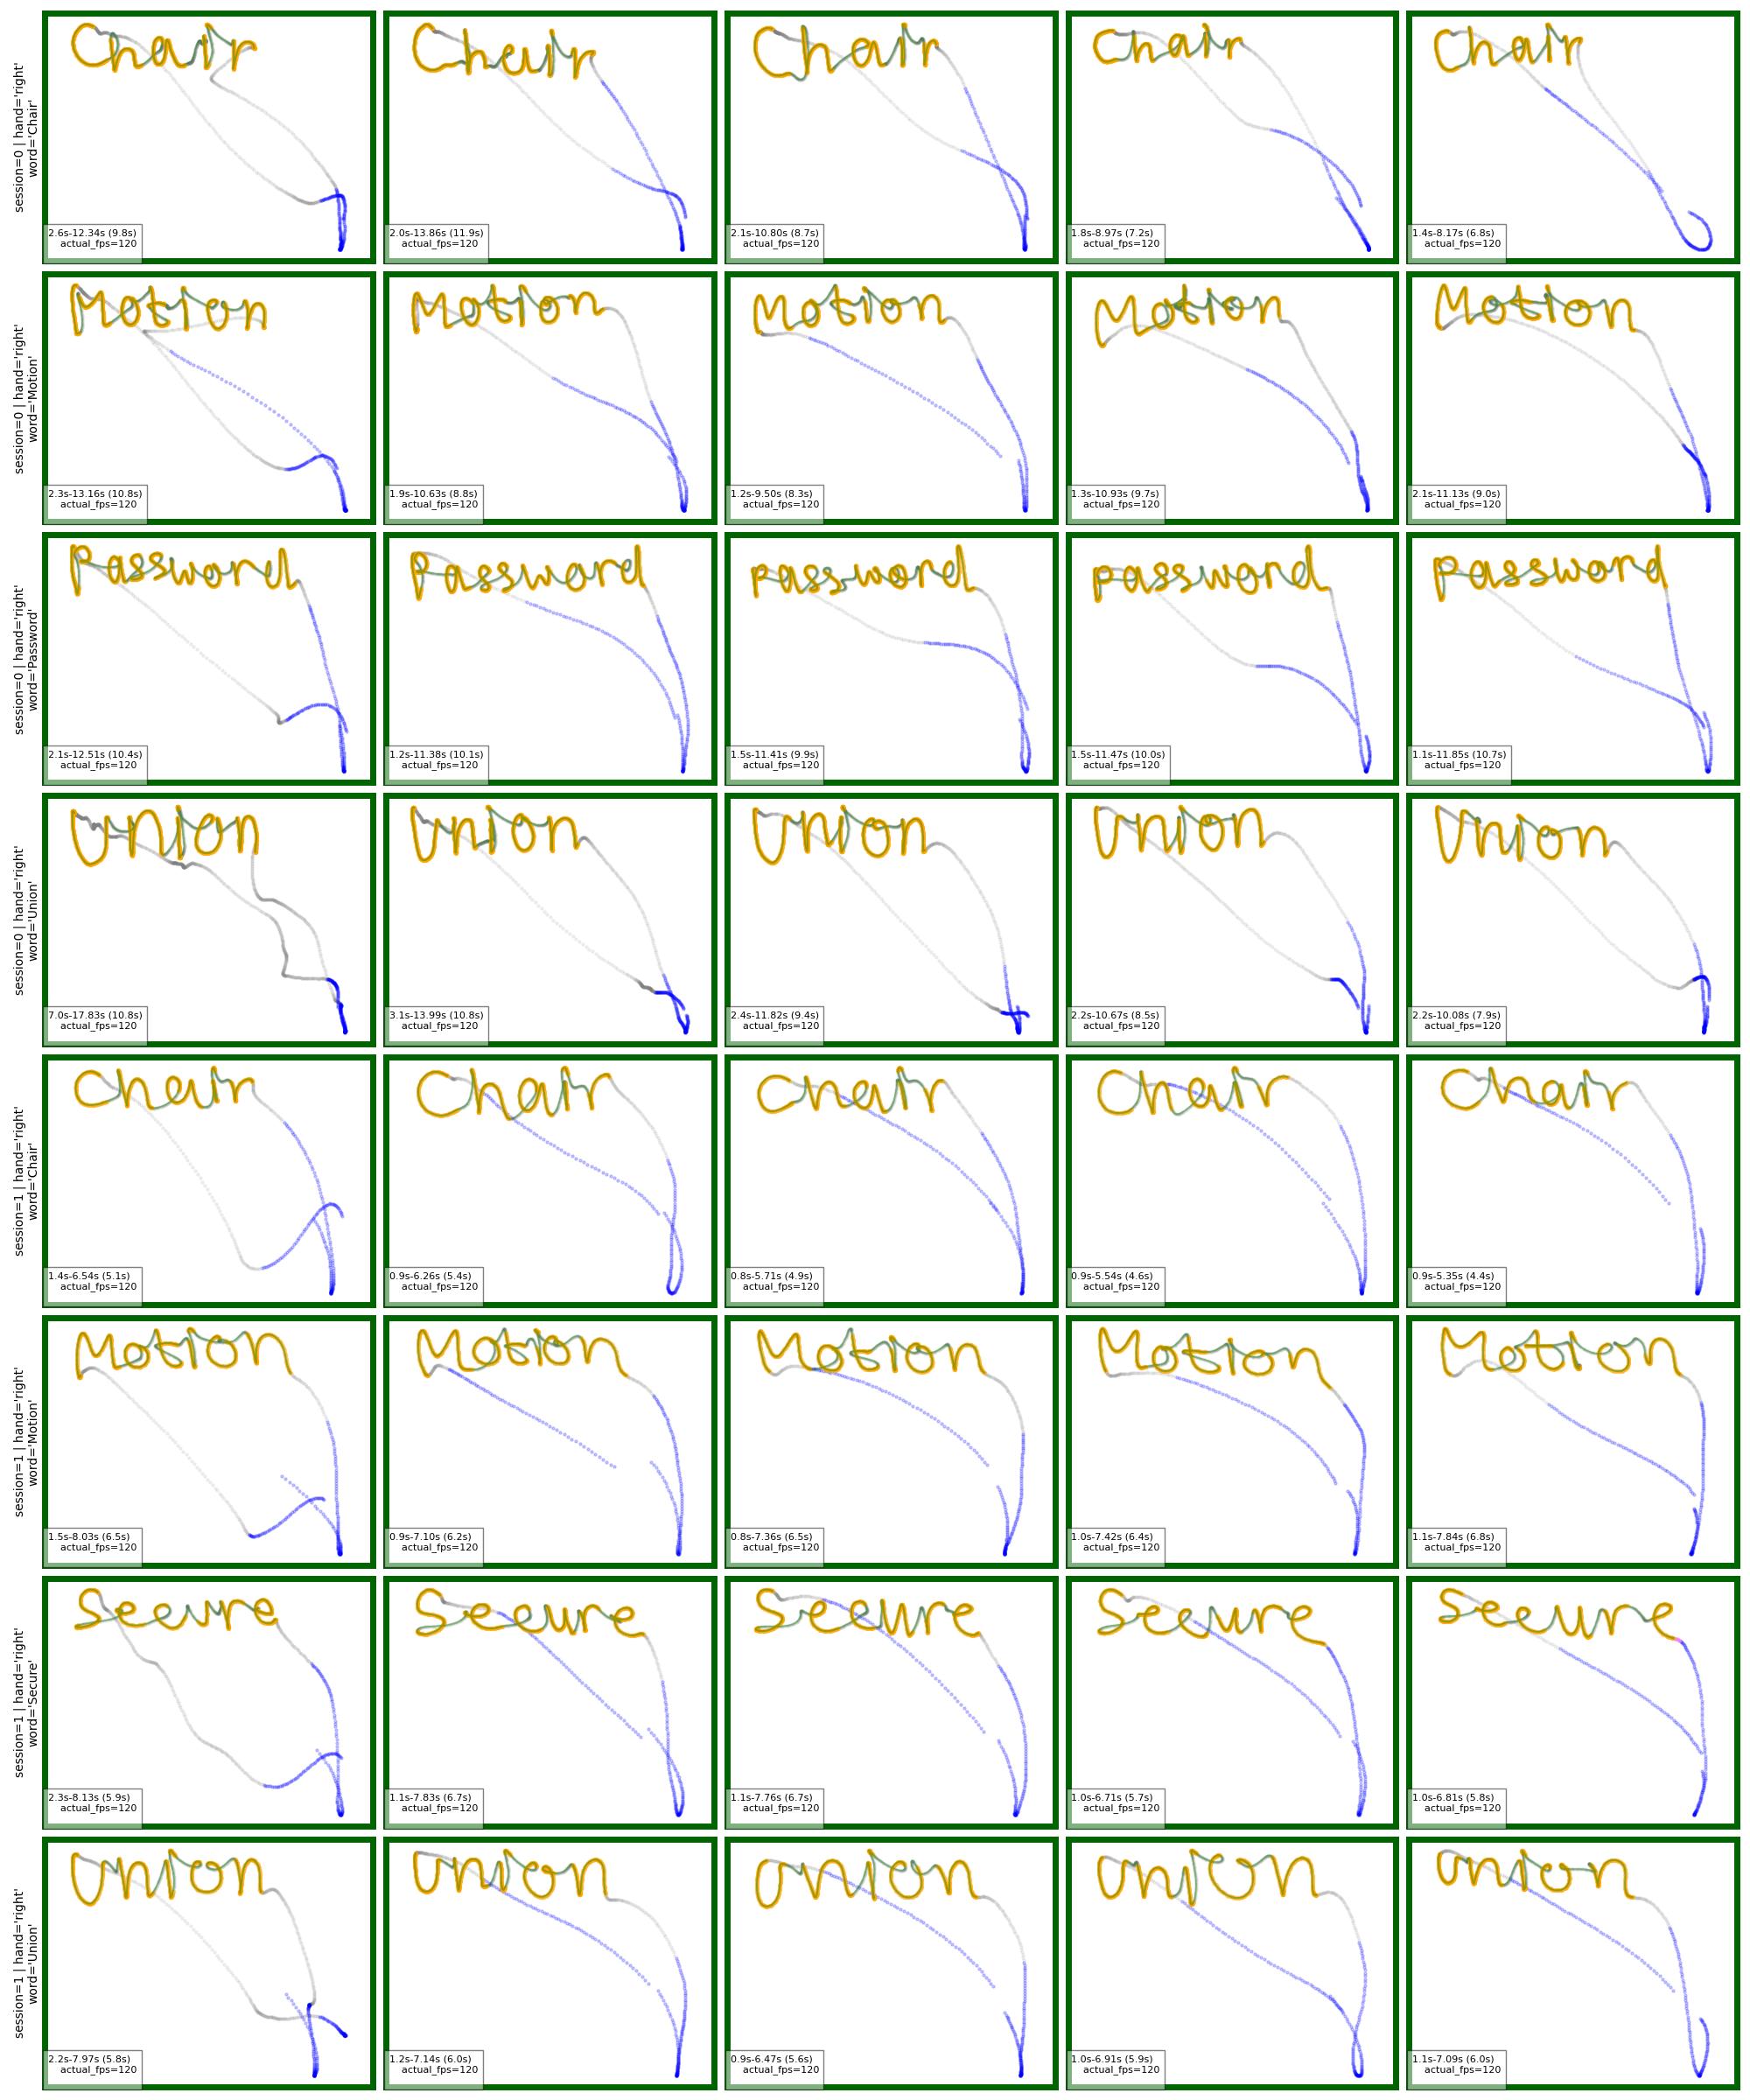 session=0 | hand='right'
word='Chair'
Chair Chair Chair Chair Chair
2.6s-12.34s (9.8s)
actual_fps=120
2.0s-13.86s (11.9s)
actual_fps=120
2.1s-10.80s (8.7s)
actual_fps=120
1.8s-8.97s (7.2s)
actual_fps=120
1.4s-8.17s (6.8s)
actual_fps=120
session=0 | hand='right'
word='Motion'
Motion Motion Motion Motion Motion
2.3s-13.16s (10.8s)
actual_fps=120
1.9s-10.63s (8.8s)
actual_fps=120
1.2s-9.50s (8.3s)
actual_fps=120
1.3s-10.93s (9.7s)
actual_fps=120
2.1s-11.13s (9.0s)
actual_fps=120
session=0 | hand='right'
word='Password'
Password Password Password Password Password
2.1s-12.51s (10.4s)
actual_fps=120
1.2s-11.38s (10.1s)
actual_fps=120
1.5s-11.41s (9.9s)
actual_fps=120
1.5s-11.47s (10.0s)
actual_fps=120
1.1s-11.85s (10.7s)
actual_fps=120
session=0 | hand='right'
word='Union'
Union Union Union Union Union
7.0s-17.83s (10.8s)
actual_fps=120
3.1s-13.99s (10.8s)
actual_fps=120
2.4s-11.82s (9.4s)
actual_fps=120
2.2s-10.67s (8.5s)
actual_fps=120
2.2s-10.08s (7.9s)
actual_fps=120
session=1 | hand='right'
word='Chair'
Chair Chair Chair Chair Chair
1.4s-6.54s (5.1s)
actual_fps=120
0.9s-6.26s (5.4s)
actual_fps=120
0.8s-5.71s (4.9s)
actual_fps=120
0.9s-5.54s (4.6s)
actual_fps=120
0.9s-5.35s (4.4s)
actual_fps=120
session=1 | hand='right'
word='Motion'
Motion Motion Motion Motion Motion
1.5s-8.03s (6.5s)
actual_fps=120
0.9s-7.10s (6.2s)
actual_fps=120
0.8s-7.36s (6.5s)
actual_fps=120
1.0s-7.42s (6.4s)
actual_fps=120
1.1s-7.84s (6.8s)
actual_fps=120
session=1 | hand='right'
word='Secure'
Secure Secure Secure Secure Secure
2.3s-8.13s (5.9s)
actual_fps=120
1.1s-7.83s (6.7s)
actual_fps=120
1.1s-7.76s (6.7s)
actual_fps=120
1.0s-6.71s (5.7s)
actual_fps=120
1.0s-6.81s (5.8s)
actual_fps=120
session=1 | hand='right'
word='Union'
Union Union Union Union Union
2.2s-7.97s (5.8s)
actual_fps=120
1.2s-7.14s (6.0s)
actual_fps=120
0.9s-6.47s (5.6s)
actual_fps=120
1.0s-6.91s (5.9s)
actual_fps=120
1.1s-7.09s (6.0s)
actual_fps=120